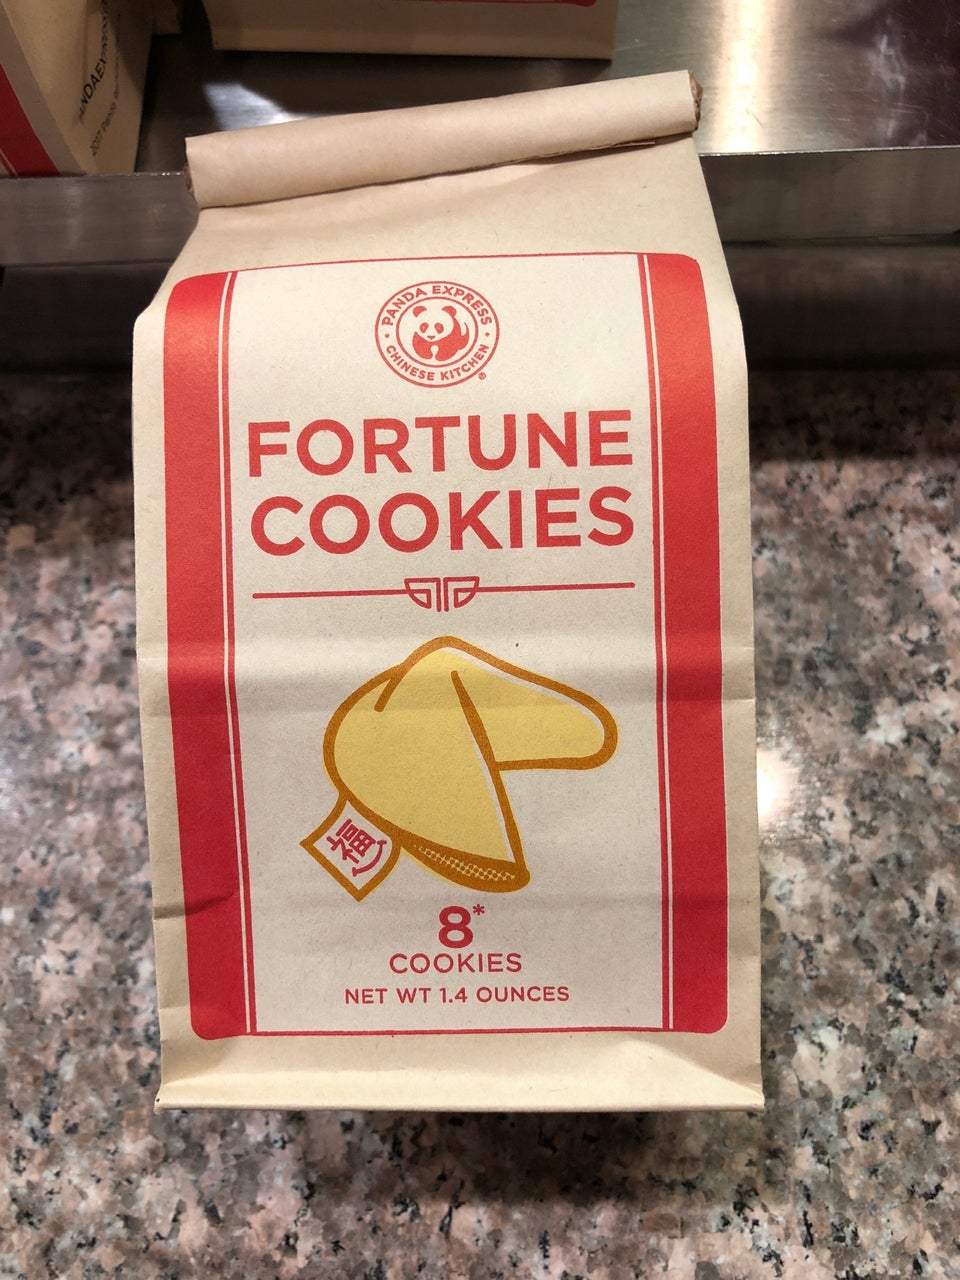 PANDA EXPRESS
CHINESE KITCHEN
®
FORTUNE
COOKIES
福
8*
COOKIES
NET WT 1.4 OUNCES